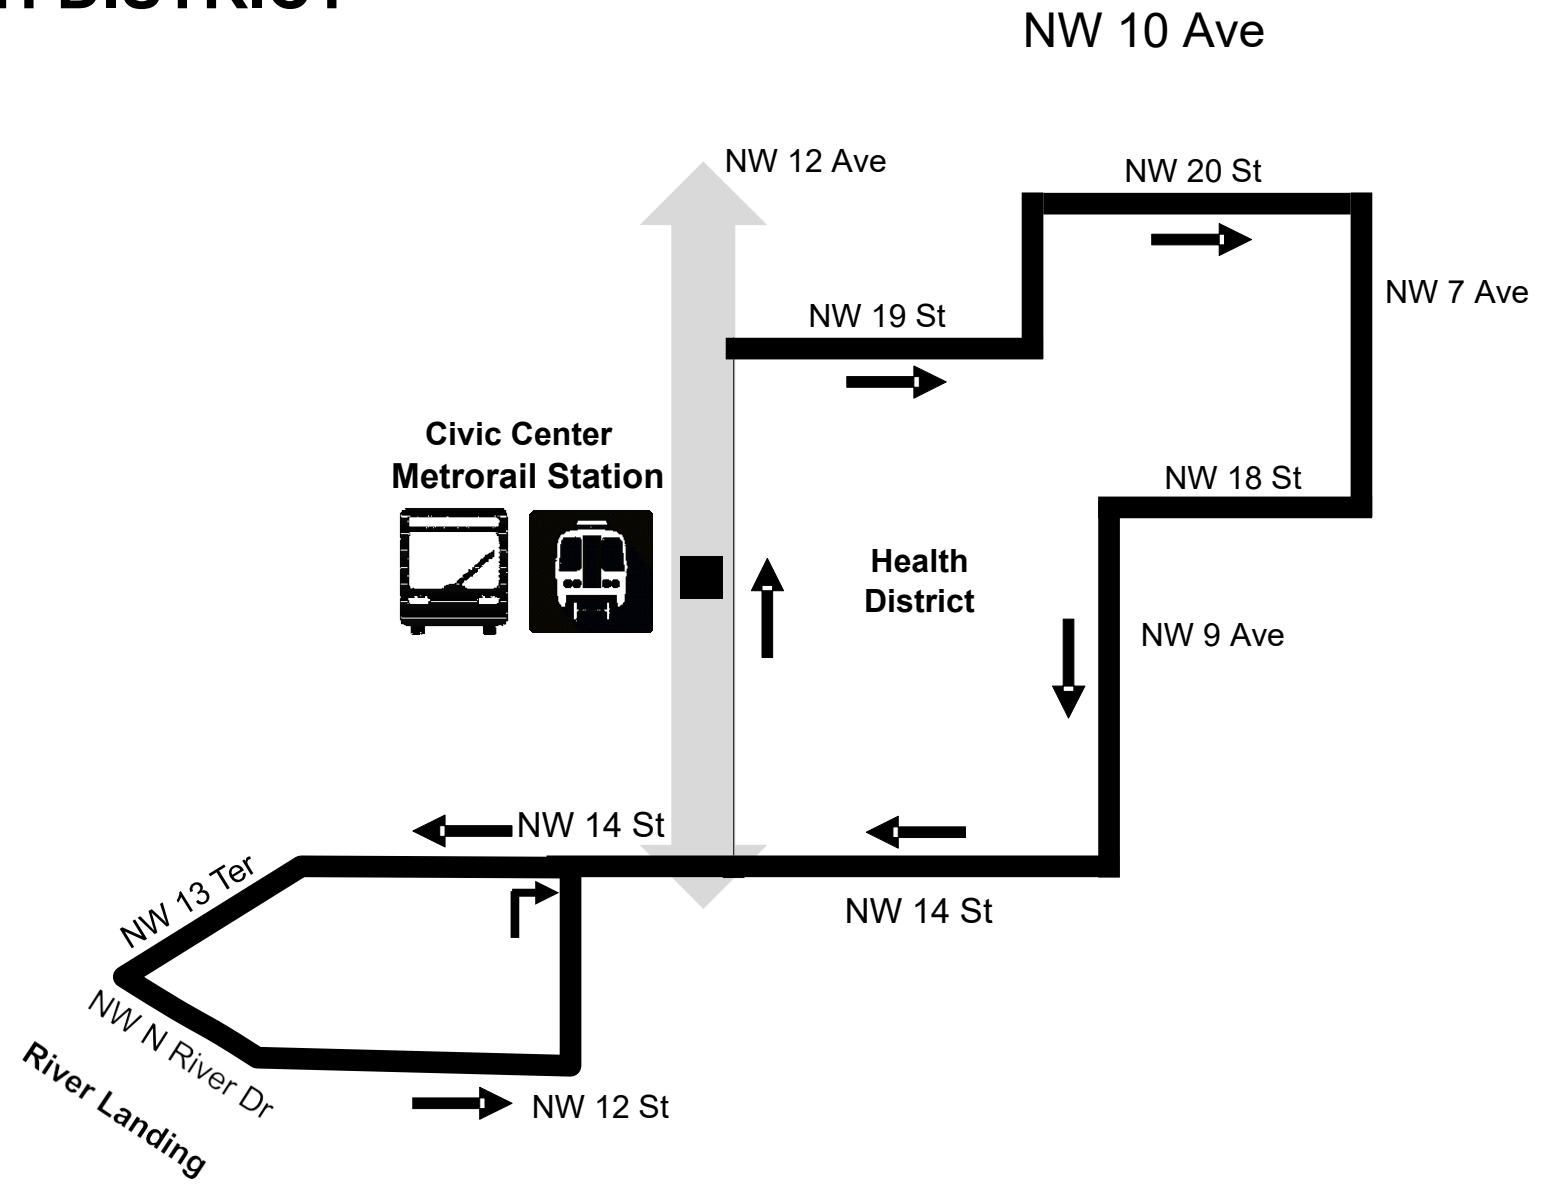 DISTRICT
NW 10 Ave
NW 12 Ave
NW 20 St
NW 7 Ave
NW 19 St
Civic Center
Metrorail Station
NW 18 St
Health
District
NW 9 Ave
NW 14 St
NW 13 Ter
NW 14 St
NW N River Dr
River Landing
NW 12 St